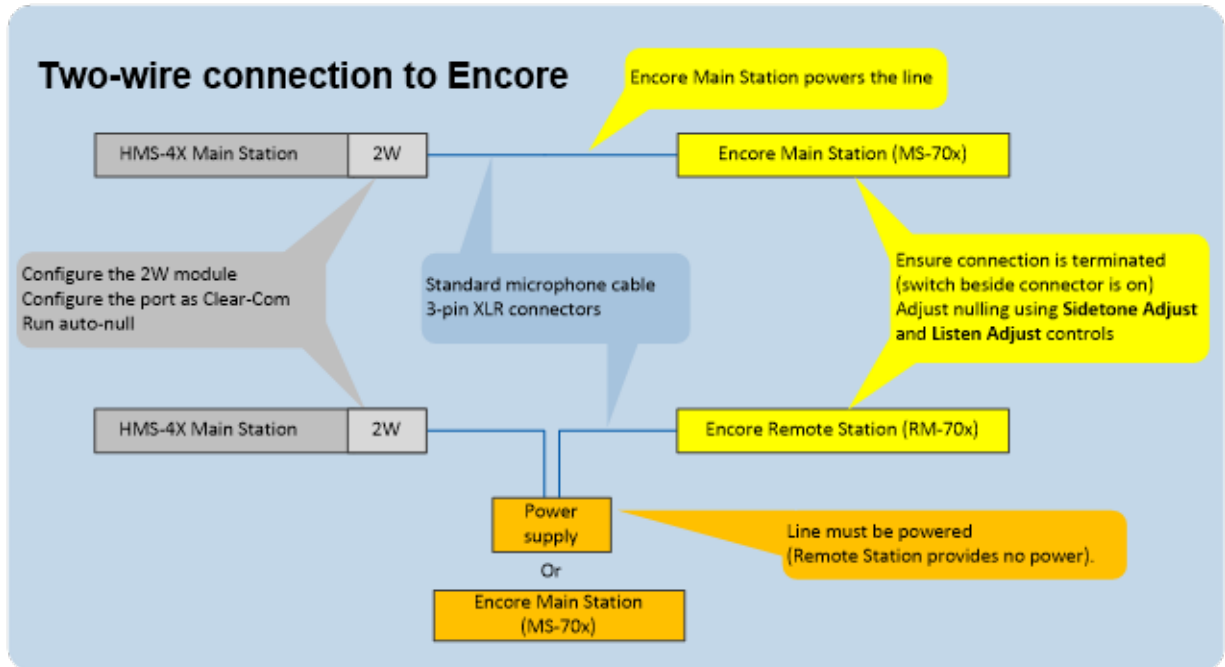 Two-wire connection to Encore
Encore Main Station powers the line
HMS-4X Main Station
2W
Encore Main Station (MS-70x)
Configure the 2W module
Configure the port as Clear-Com
Run auto-null
Standard microphone cable
3-pin XLR connectors
Ensure connection is terminated
(switch beside connector is on)
Adjust nulling using Sidetone Adjust
and Listen Adjust controls
HMS-4X Main Station
2W
Encore Remote Station (RM-70x)
Power
supply
Line must be powered
(Remote Station provides no power).
Or
Encore Main Station
(MS-70x)